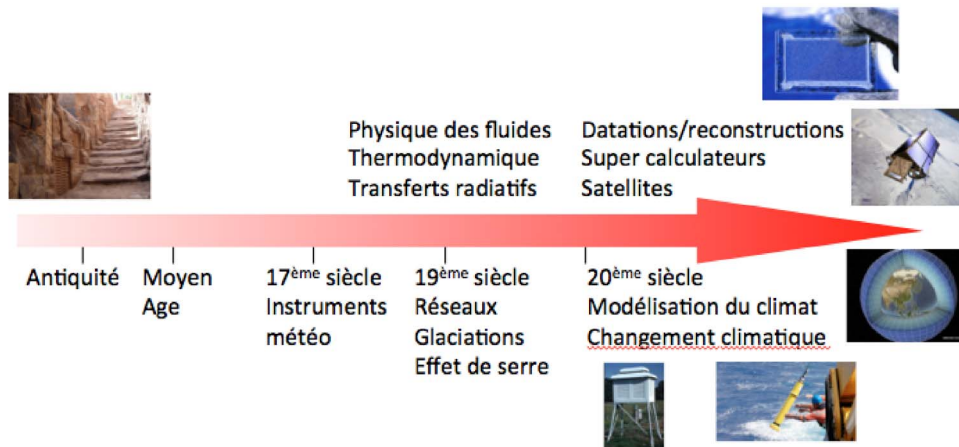 Physique des fluides
Thermodynamique
Transferts radiatifs
Datations/reconstructions
Super calculateurs
Satellites
Antiquité
Moyen
Age
17ème siècle
Instruments
météo
19ème siècle
Réseaux
Glaciations
Effet de serre
20ème siècle
Modélisation du climat
Changement climatique